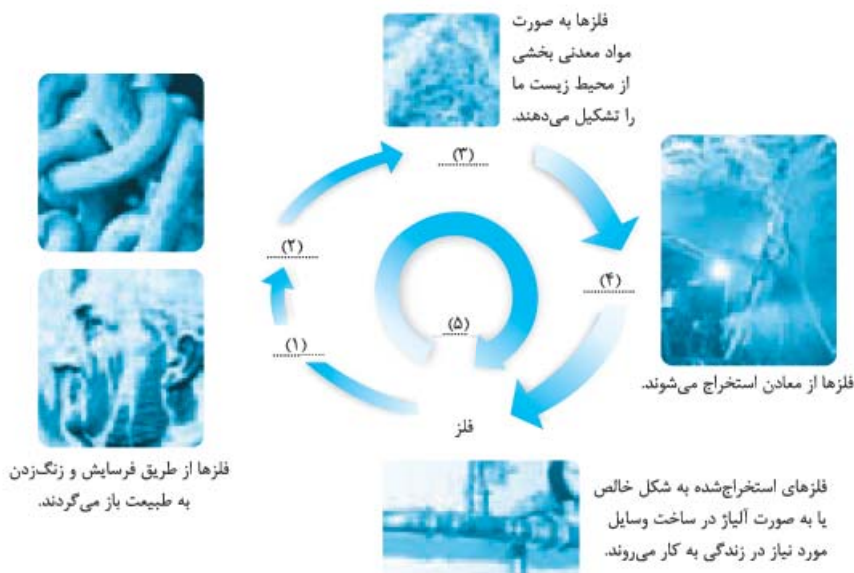 فلزها به صورت
مواد معدنی بخشی
از محیط زیست ما
را تشکیل می‌دهند.
(۳)
(۲)
(۴)
(۵)
(۱)
فلزها از معادن استخراج می‌شوند.
فلز
فلزها از طریق فرسایش و زنگ‌زدن
به طبیعت باز می‌گردند.
فلزهای استخراج‌شده به شکل خالص
یا به صورت آلیاژ در ساخت وسایل
مورد نیاز در زندگی به کار می‌روند.